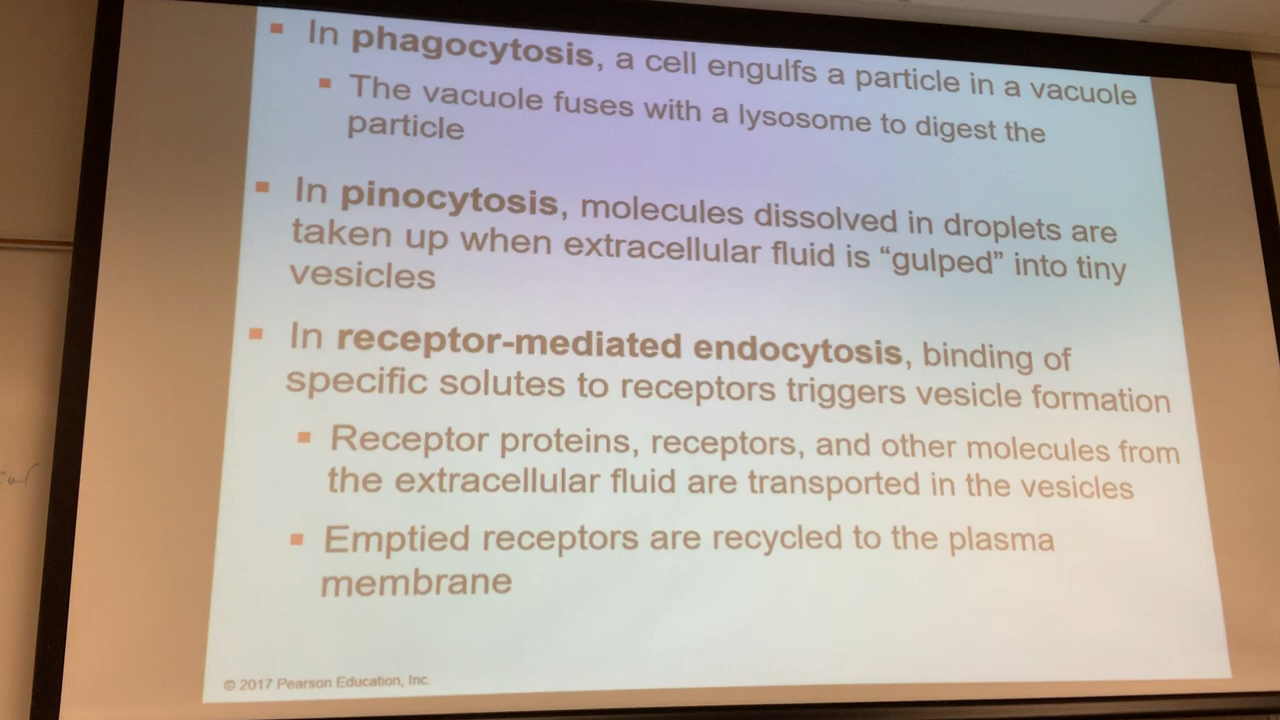 ▪ In phagocytosis, a cell engulfs a particle in a vacuole
▪ The vacuole fuses with a lysosome to digest the
particle
▪ In pinocytosis, molecules dissolved in droplets are
taken up when extracellular fluid is “gulped” into tiny
vesicles
▪ In receptor-mediated endocytosis, binding of
specific solutes to receptors triggers vesicle formation
▪ Receptor proteins, receptors, and other molecules from
the extracellular fluid are transported in the vesicles
▪ Emptied receptors are recycled to the plasma
membrane
© 2017 Pearson Education, Inc.